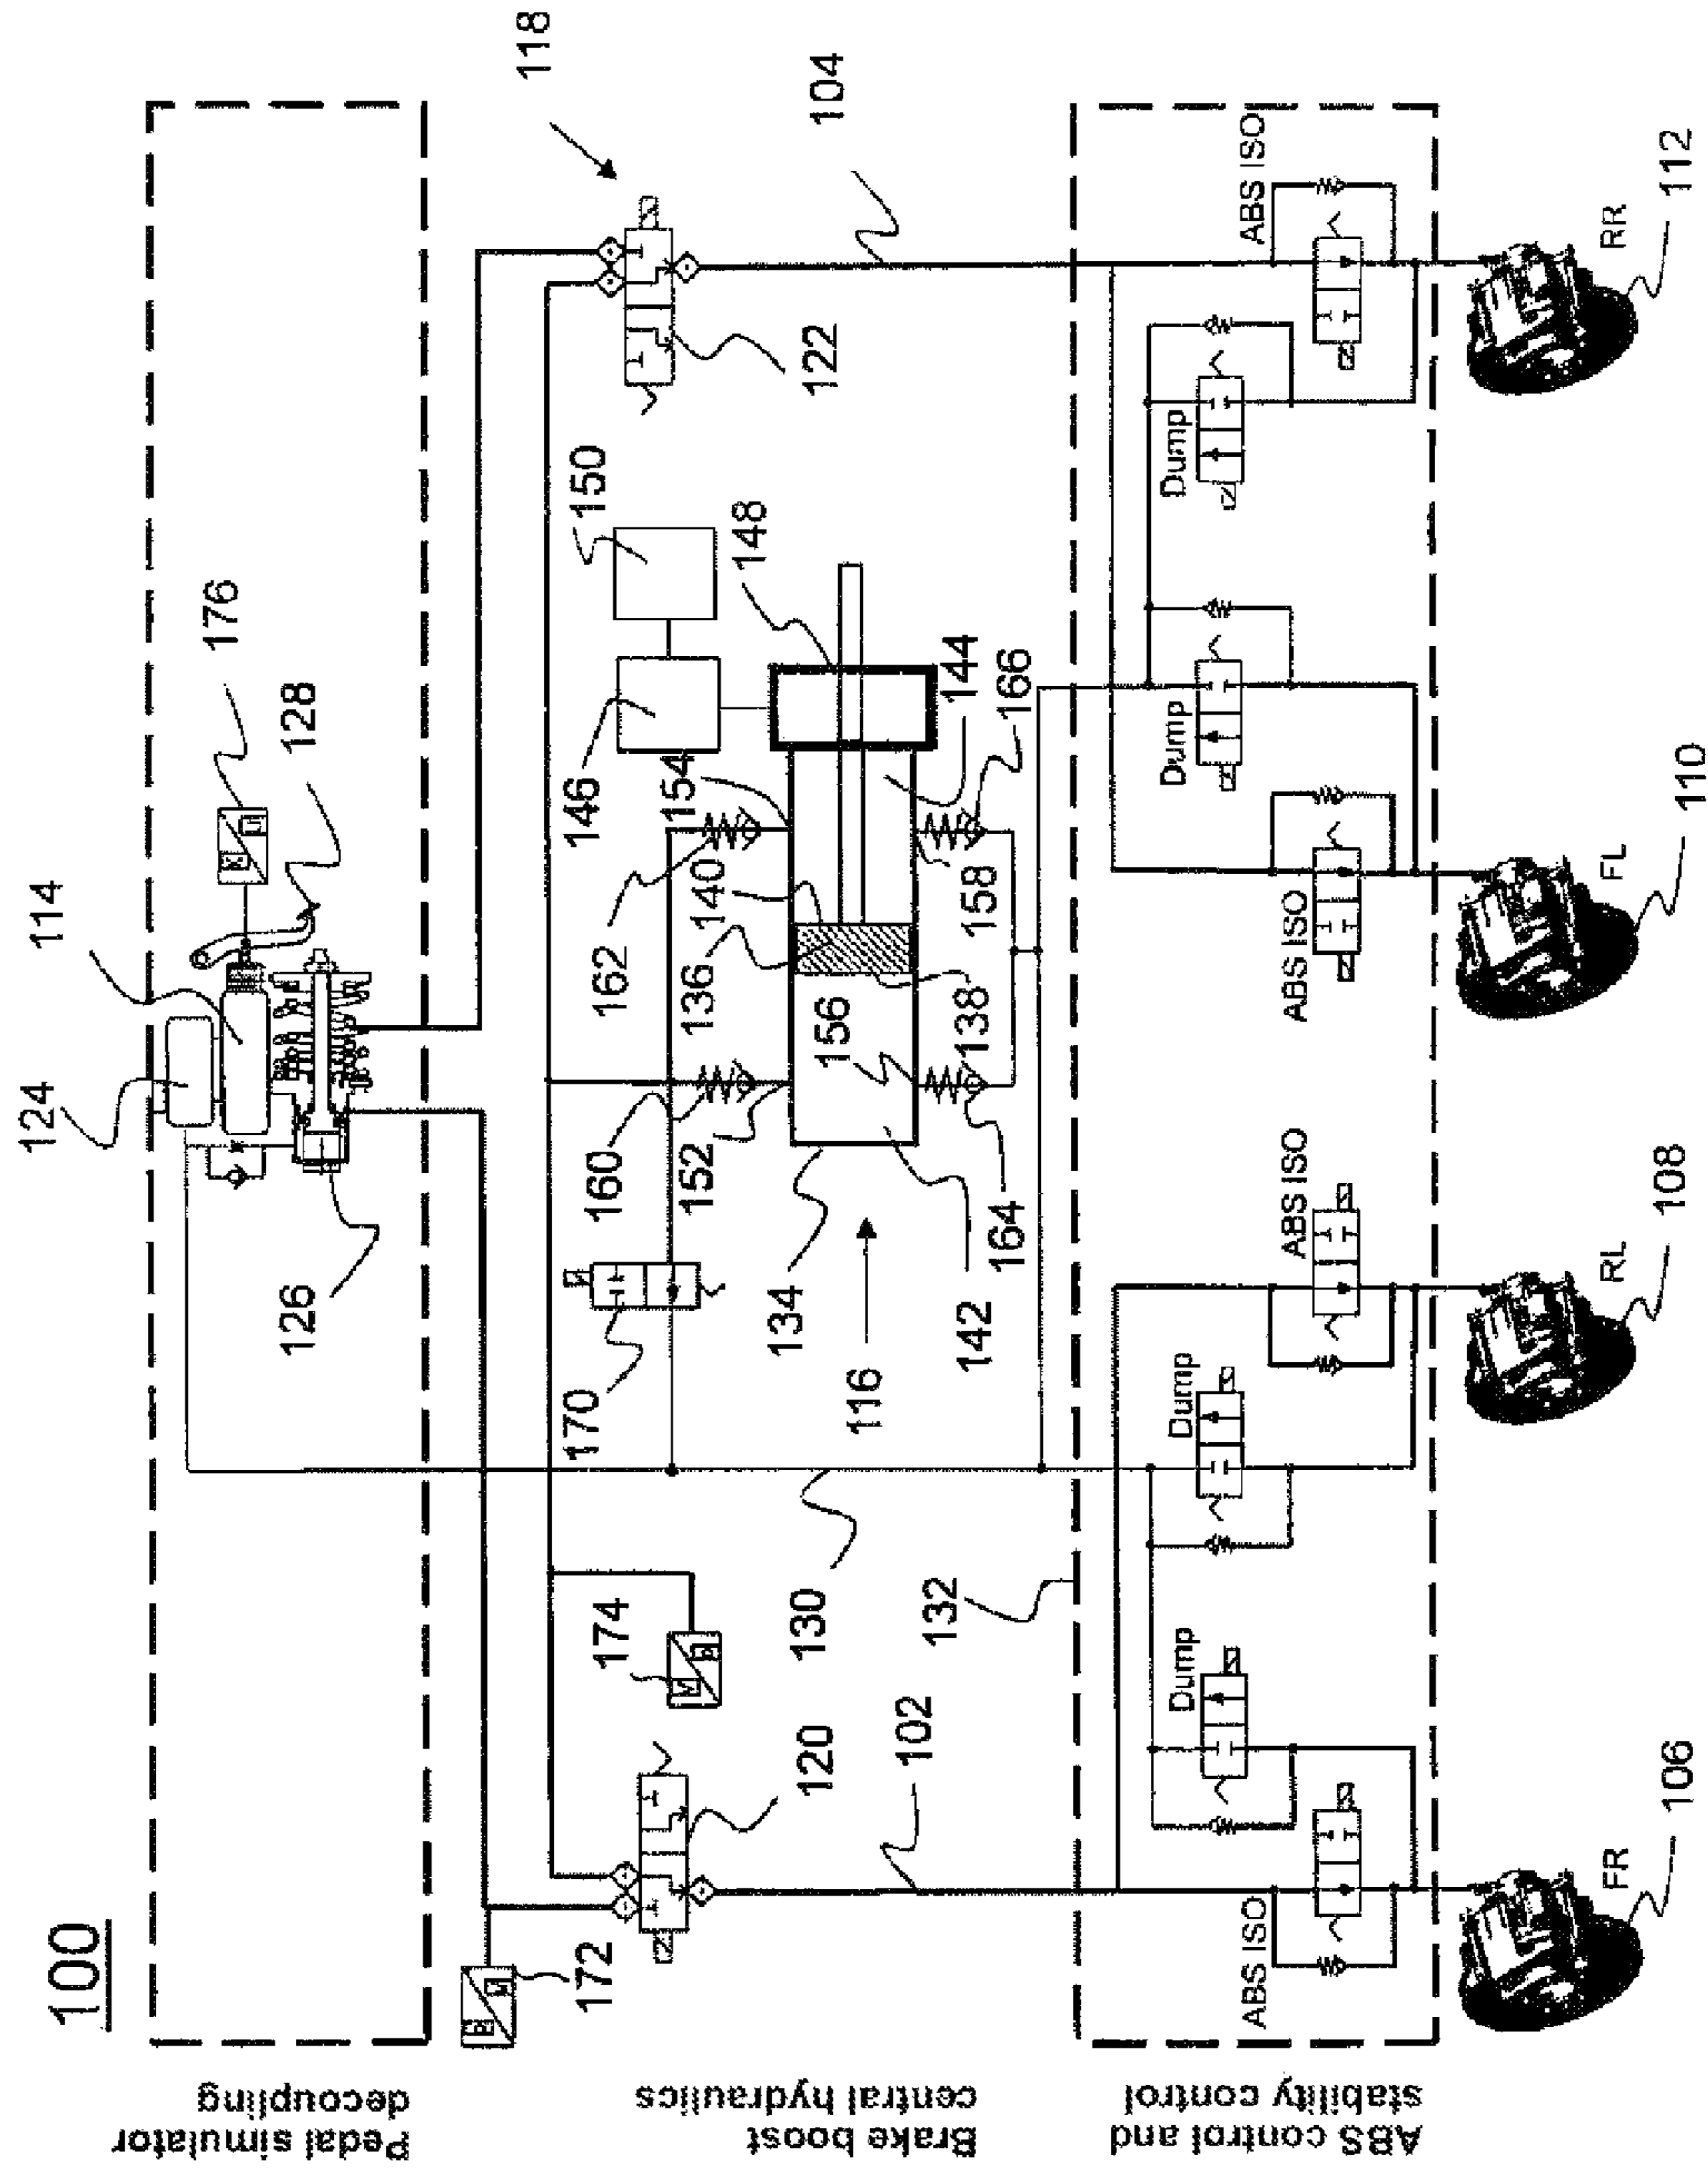 100
118
104
124
114
176
128
126
Pedal simulator
decoupling
172
174
120
102
130
170
160
152
162
136
140
154
146
150
148
144
166
158
138
156
164
142
134
116
122
Brake boost
central hydraulics
132
ABS ISO
Dump
Dump
ABS ISO
ABS ISO
Dump
Dump
ABS ISO
ABS control and
stability control
FR
106
RL
108
FL
110
RR
112